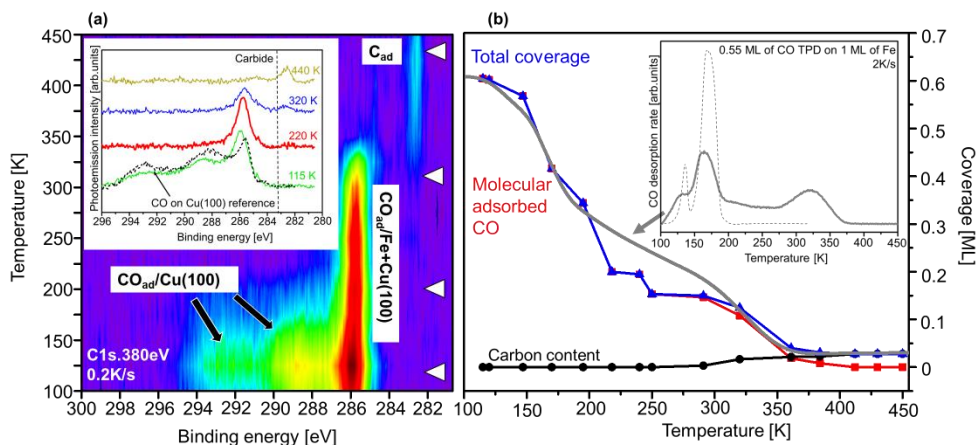 (a)
450
400
350
300
250
200
150
100
Temperature [K]
300 298 296 294 292 290 288 286 284 282
Binding energy [eV]
C_ad
CO_ad/Fe+Cu(100)
CO_ad/Cu(100)
C1s.380eV
0.2K/s
Carbide
440 K
320 K
220 K
115 K
CO on Cu(100) reference
Photoemission intensity [arb.units]
296 294 292 290 288 286 284 282 280
Binding energy [eV]
(b)
Total coverage
Molecular
adsorbed
CO
Carbon content
0.7
0.6
0.5
0.4
0.3
0.2
0.1
0
Coverage [ML]
100 150 200 250 300 350 400 450
Temperature [K]
0.55 ML of CO TPD on 1 ML of Fe
2K/s
CO desorption rate [arb.units]
100 150 200 250 300 350 400 450
Temperature [K]